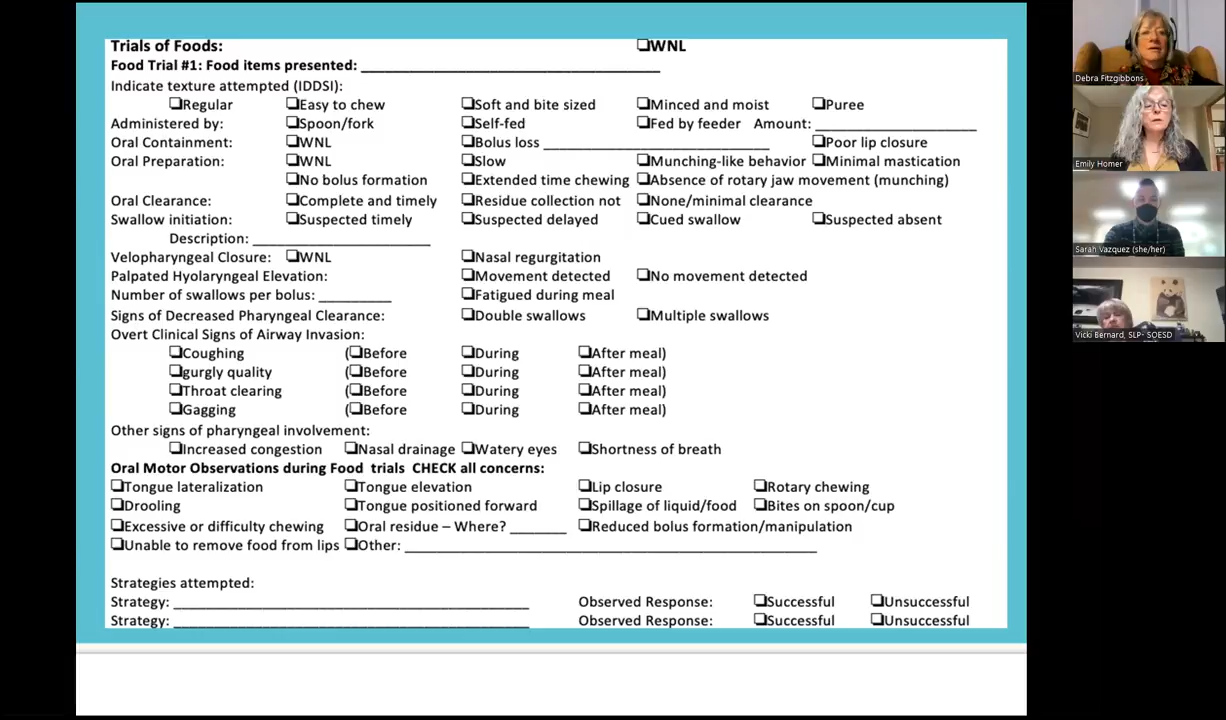 Trials of Foods: ❏WNL
Food Trial #1: Food items presented: ____________________________________
Indicate texture attempted (IDDSI):
❏Regular ❏Easy to chew ❏Soft and bite sized ❏Minced and moist ❏Puree
Administered by: ❏Spoon/fork ❏Self-fed ❏Fed by feeder Amount: ____________________
Oral Containment: ❏WNL ❏Bolus loss ____________________________ ❏Poor lip closure
Oral Preparation: ❏WNL ❏Slow ❏Munching-like behavior ❏Minimal mastication
❏No bolus formation ❏Extended time chewing ❏Absence of rotary jaw movement (munching)
Oral Clearance: ❏Complete and timely ❏Residue collection not ❏None/minimal clearance
Swallow initiation: ❏Suspected timely ❏Suspected delayed ❏Cued swallow ❏Suspected absent
Description: ______________________
Velopharyngeal Closure: ❏WNL ❏Nasal regurgitation
Palpated Hyolaryngeal Elevation: ❏Movement detected ❏No movement detected
Number of swallows per bolus: _________ ❏Fatigued during meal
Signs of Decreased Pharyngeal Clearance: ❏Double swallows ❏Multiple swallows
Overt Clinical Signs of Airway Invasion:
❏Coughing (❏Before ❏During ❏After meal)
❏gurgly quality (❏Before ❏During ❏After meal)
❏Throat clearing (❏Before ❏During ❏After meal)
❏Gagging (❏Before ❏During ❏After meal)
Other signs of pharyngeal involvement:
❏Increased congestion ❏Nasal drainage ❏Watery eyes ❏Shortness of breath
Oral Motor Observations during Food trials CHECK all concerns:
❏Tongue lateralization ❏Tongue elevation ❏Lip closure ❏Rotary chewing
❏Drooling ❏Tongue positioned forward ❏Spillage of liquid/food ❏Bites on spoon/cup
❏Excessive or difficulty chewing ❏Oral residue – Where? _______ ❏Reduced bolus formation/manipulation
❏Unable to remove food from lips ❏Other: __________________________________________________
Strategies attempted:
Strategy: ___________________________________________ Observed Response: ❏Successful ❏Unsuccessful
Strategy: ___________________________________________ Observed Response: ❏Successful ❏Unsuccessful
Debra Fitzgibbons
Emily Homer
Sarah Vazquez (she/her)
Vicki Bernard, SLP- SOESD